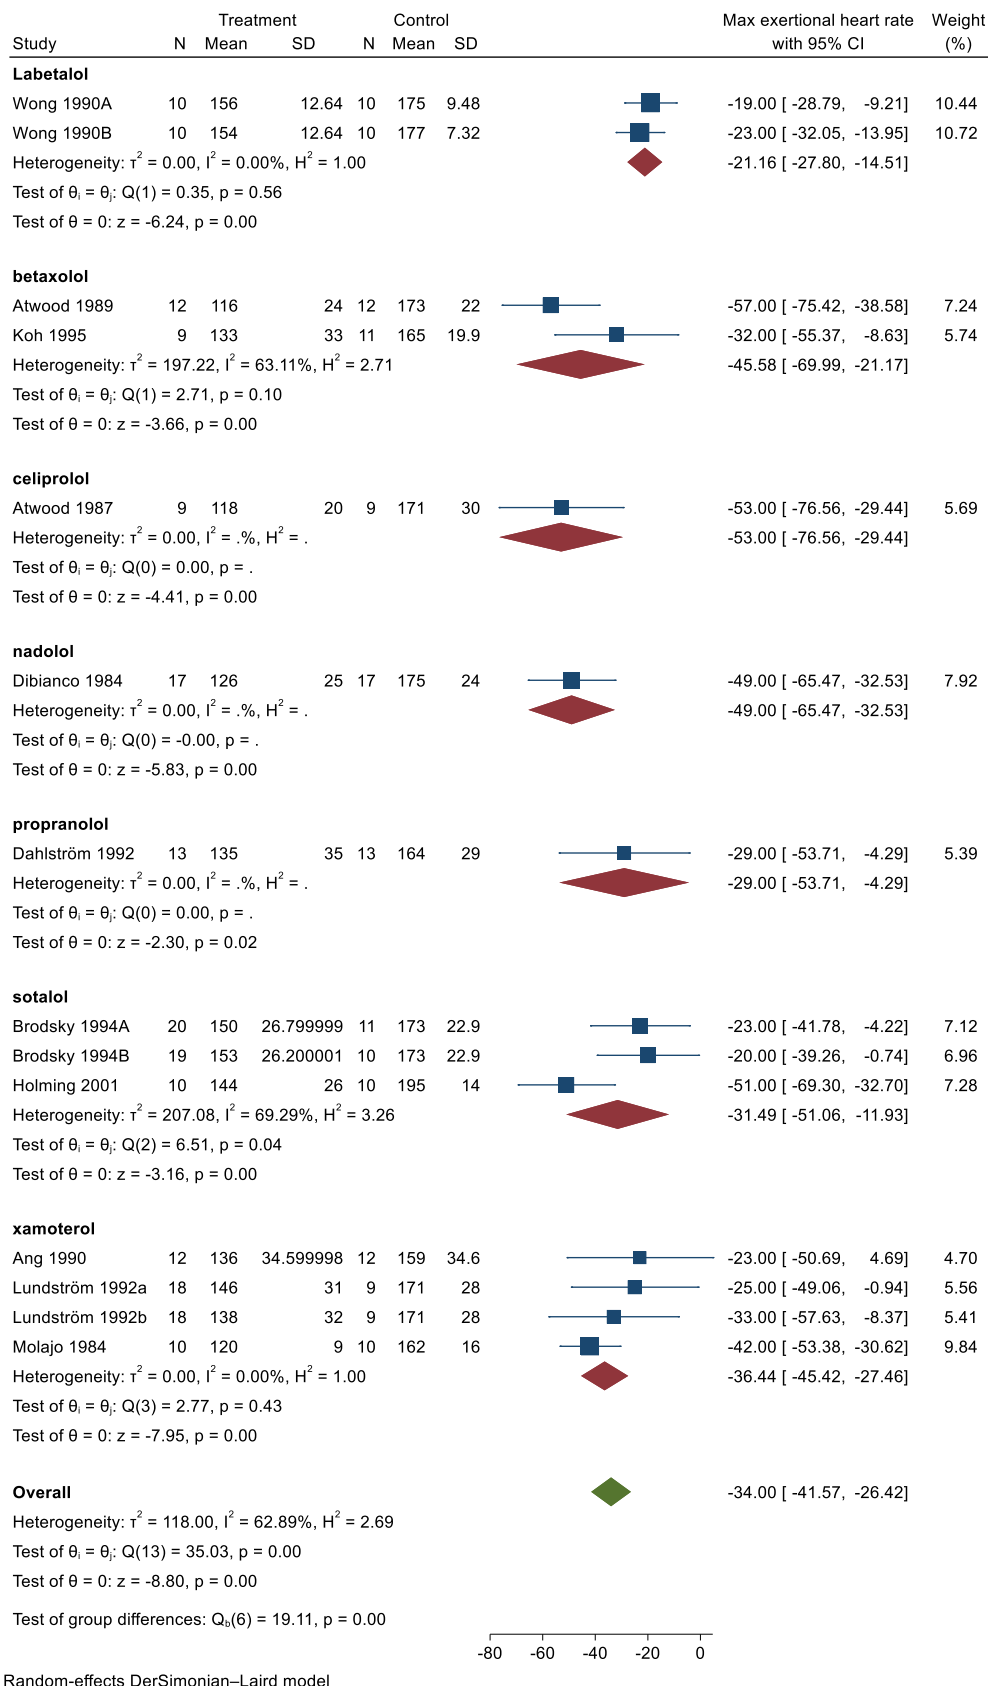 Treatment Control Max exertional heart rate Weight
Study N Mean SD N Mean SD with 95% CI (%)
Labetalol
Wong 1990A 10 156 12.64 10 175 9.48 -19.00 [ -28.79, -9.21] 10.44
Wong 1990B 10 154 12.64 10 177 7.32 -23.00 [ -32.05, -13.95] 10.72
Heterogeneity: τ² = 0.00, I² = 0.00%, H² = 1.00 -21.16 [ -27.80, -14.51]
Test of θᵢ = θⱼ: Q(1) = 0.35, p = 0.56
Test of θ = 0: z = -6.24, p = 0.00
betaxolol
Atwood 1989 12 116 24 12 173 22 -57.00 [ -75.42, -38.58] 7.24
Koh 1995 9 133 33 11 165 19.9 -32.00 [ -55.37, -8.63] 5.74
Heterogeneity: τ² = 197.22, I² = 63.11%, H² = 2.71 -45.58 [ -69.99, -21.17]
Test of θᵢ = θⱼ: Q(1) = 2.71, p = 0.10
Test of θ = 0: z = -3.66, p = 0.00
celiprolol
Atwood 1987 9 118 20 9 171 30 -53.00 [ -76.56, -29.44] 5.69
Heterogeneity: τ² = 0.00, I² = .%, H² = . -53.00 [ -76.56, -29.44]
Test of θᵢ = θⱼ: Q(0) = 0.00, p = .
Test of θ = 0: z = -4.41, p = 0.00
nadolol
Dibianco 1984 17 126 25 17 175 24 -49.00 [ -65.47, -32.53] 7.92
Heterogeneity: τ² = 0.00, I² = .%, H² = . -49.00 [ -65.47, -32.53]
Test of θᵢ = θⱼ: Q(0) = -0.00, p = .
Test of θ = 0: z = -5.83, p = 0.00
propranolol
Dahlström 1992 13 135 35 13 164 29 -29.00 [ -53.71, -4.29] 5.39
Heterogeneity: τ² = 0.00, I² = .%, H² = . -29.00 [ -53.71, -4.29]
Test of θᵢ = θⱼ: Q(0) = 0.00, p = .
Test of θ = 0: z = -2.30, p = 0.02
sotalol
Brodsky 1994A 20 150 26.799999 11 173 22.9 -23.00 [ -41.78, -4.22] 7.12
Brodsky 1994B 19 153 26.200001 10 173 22.9 -20.00 [ -39.26, -0.74] 6.96
Holming 2001 10 144 26 10 195 14 -51.00 [ -69.30, -32.70] 7.28
Heterogeneity: τ² = 207.08, I² = 69.29%, H² = 3.26 -31.49 [ -51.06, -11.93]
Test of θᵢ = θⱼ: Q(2) = 6.51, p = 0.04
Test of θ = 0: z = -3.16, p = 0.00
xamoterol
Ang 1990 12 136 34.599998 12 159 34.6 -23.00 [ -50.69, 4.69] 4.70
Lundström 1992a 18 146 31 9 171 28 -25.00 [ -49.06, -0.94] 5.56
Lundström 1992b 18 138 32 9 171 28 -33.00 [ -57.63, -8.37] 5.41
Molajo 1984 10 120 9 10 162 16 -42.00 [ -53.38, -30.62] 9.84
Heterogeneity: τ² = 0.00, I² = 0.00%, H² = 1.00 -36.44 [ -45.42, -27.46]
Test of θᵢ = θⱼ: Q(3) = 2.77, p = 0.43
Test of θ = 0: z = -7.95, p = 0.00
Overall -34.00 [ -41.57, -26.42]
Heterogeneity: τ² = 118.00, I² = 62.89%, H² = 2.69
Test of θᵢ = θⱼ: Q(13) = 35.03, p = 0.00
Test of θ = 0: z = -8.80, p = 0.00
Test of group differences: Q_b(6) = 19.11, p = 0.00
-80 -60 -40 -20 0
Random-effects DerSimonian–Laird model